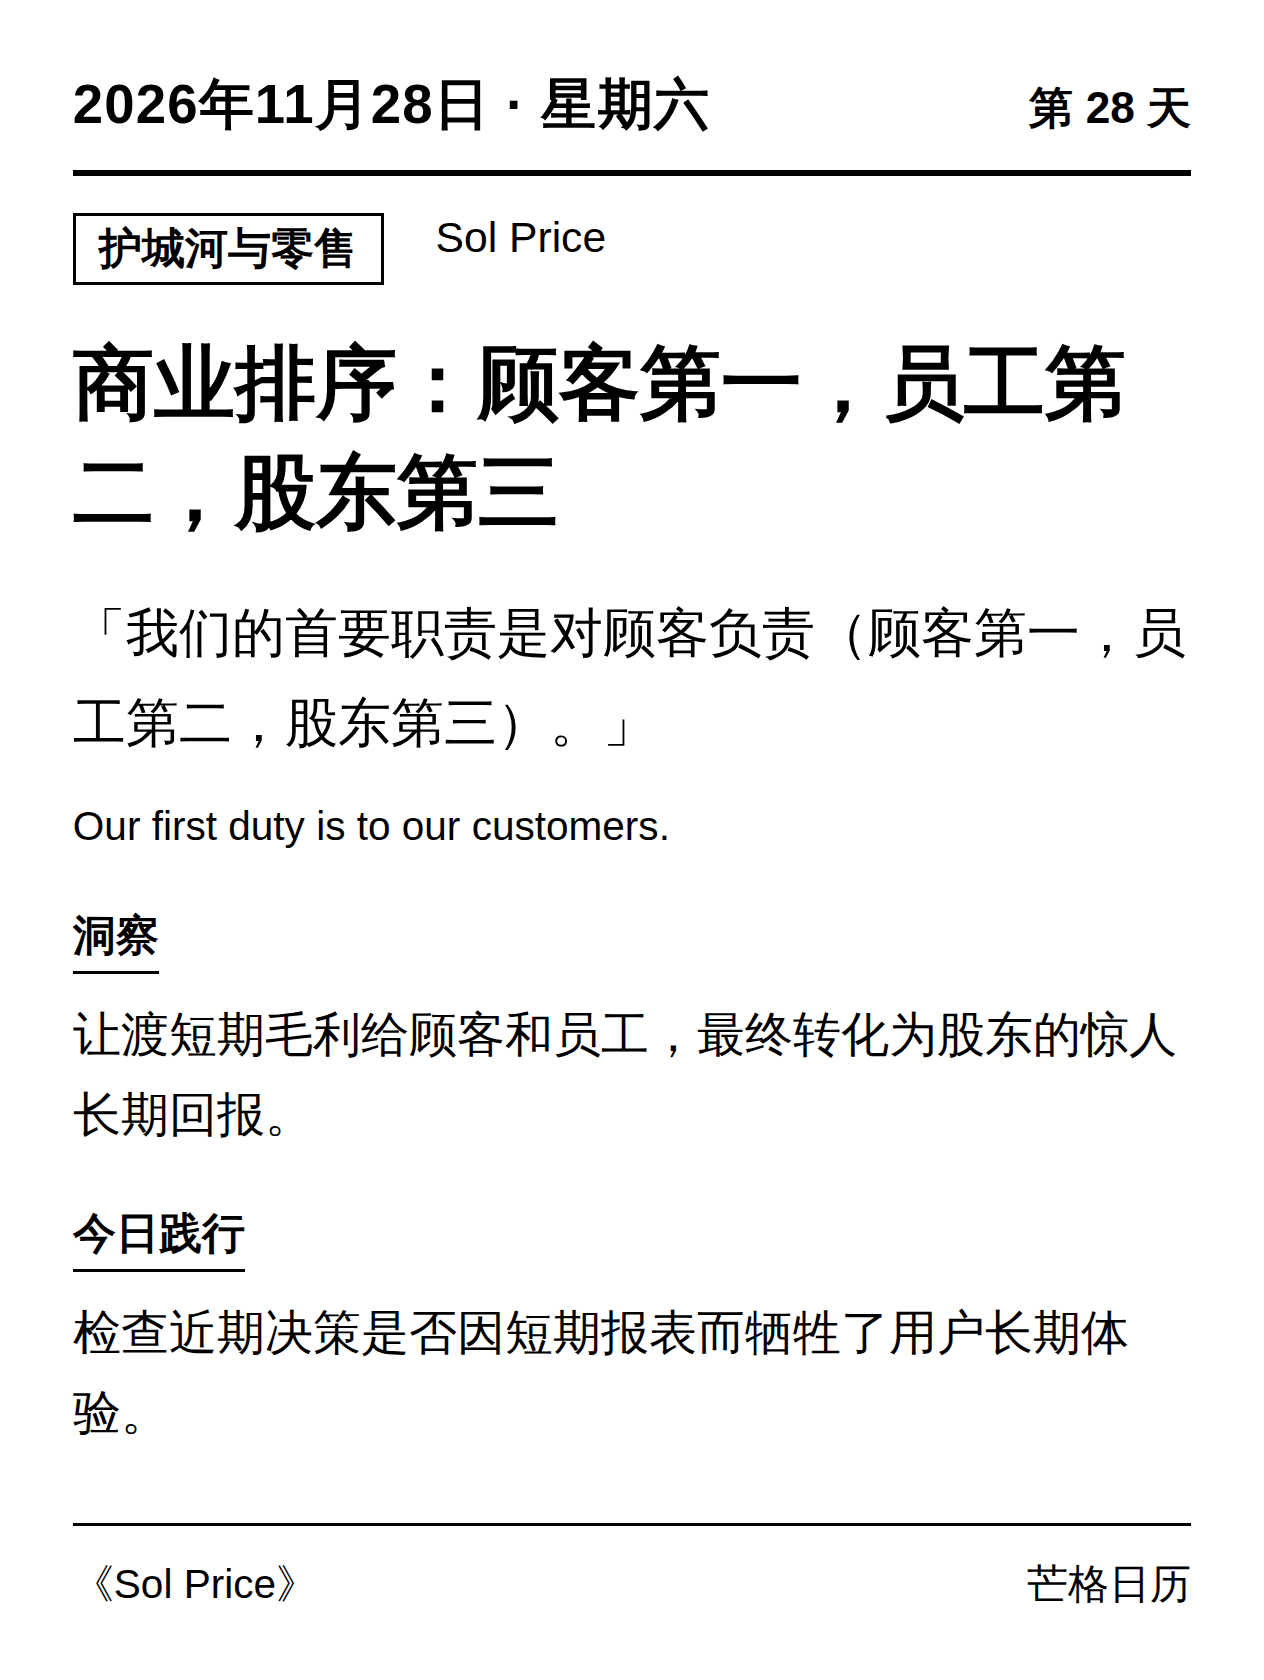 2026年11月28日 · 星期六
第 28 天
护城河与零售
Sol Price
商业排序：顾客第一，员工第
二，股东第三
「我们的首要职责是对顾客负责（顾客第一，员
工第二，股东第三）。」
Our first duty is to our customers.
洞察
让渡短期毛利给顾客和员工，最终转化为股东的惊人
长期回报。
今日践行
检查近期决策是否因短期报表而牺牲了用户长期体
验。
《Sol Price》
芒格日历